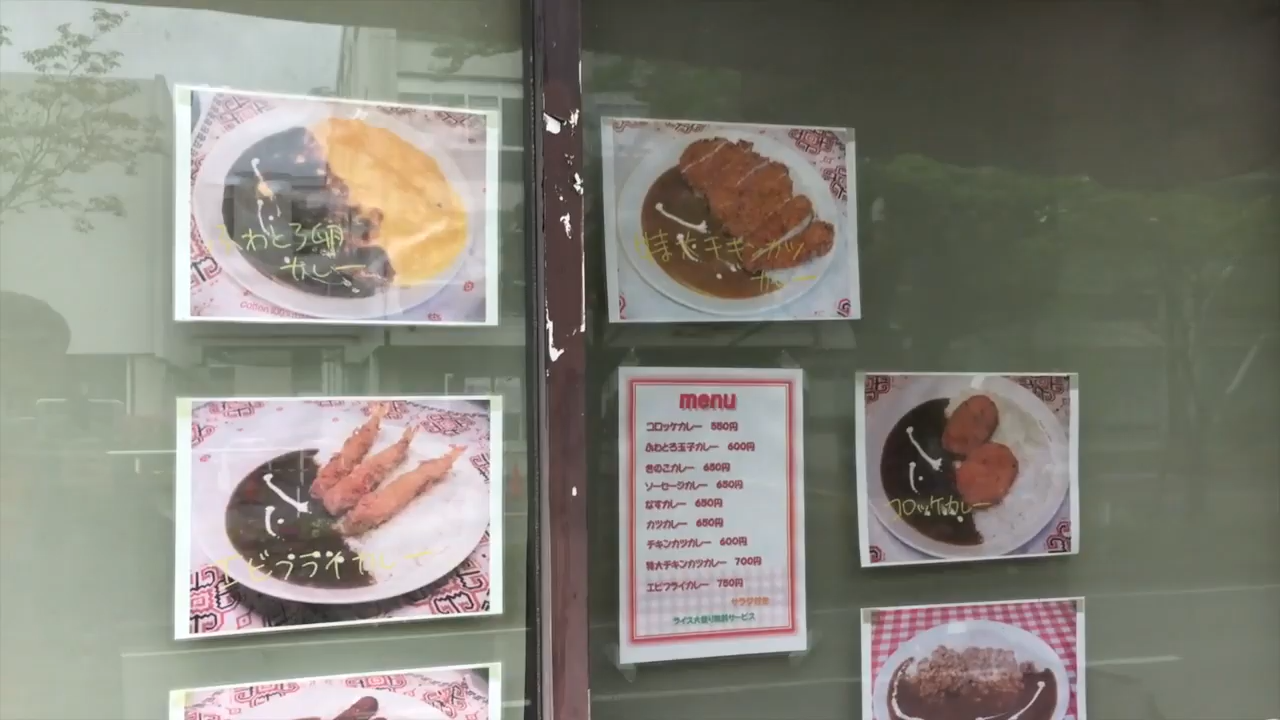 ふわとろ卵
カレー
特大チキンカツ
カレー
エビフライカレー
menu
コロッケカレー 550円
ふわとろ玉子カレー 600円
きのこカレー 650円
ソーセージカレー 650円
なすカレー 650円
カツカレー 650円
チキンカツカレー 600円
特大チキンカツカレー 700円
エビフライカレー 750円
サラダ
ライス大盛り無料サービス
コロッケカレー